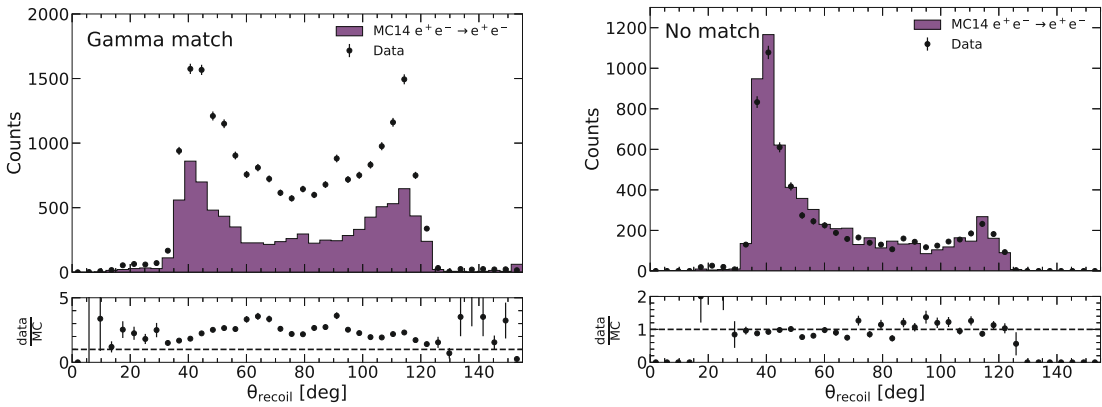 Gamma match
MC14 e⁺e⁻ → e⁺e⁻
Data
Counts
2000
1500
1000
500
0
data
MC
5
0
0 20 40 60 80 100 120 140
θrecoil [deg]
No match
MC14 e⁺e⁻ → e⁺e⁻
Data
Counts
1200
1000
800
600
400
200
0
data
MC
2
1
0
0 20 40 60 80 100 120 140
θrecoil [deg]